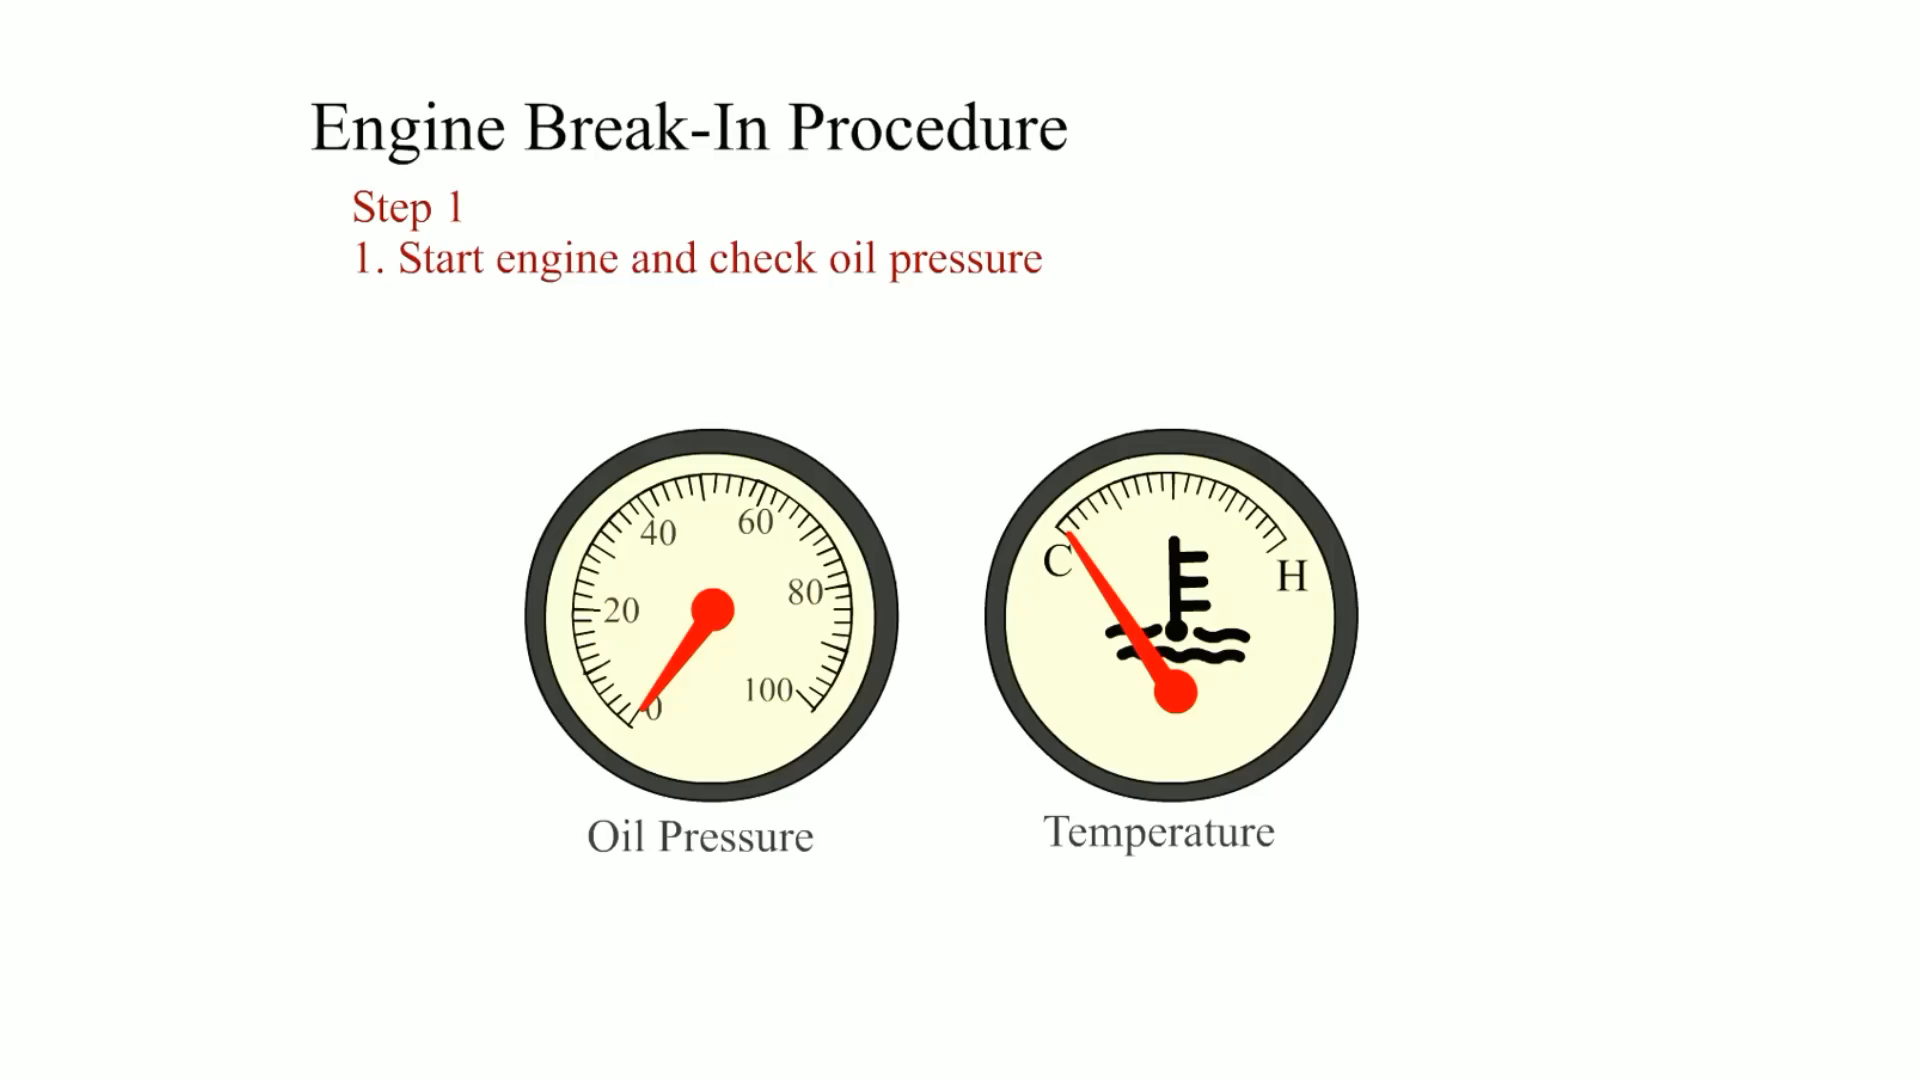 Engine Break-In Procedure
Step 1
1. Start engine and check oil pressure
40
60
20
80
0
100
C
H
Oil Pressure
Temperature